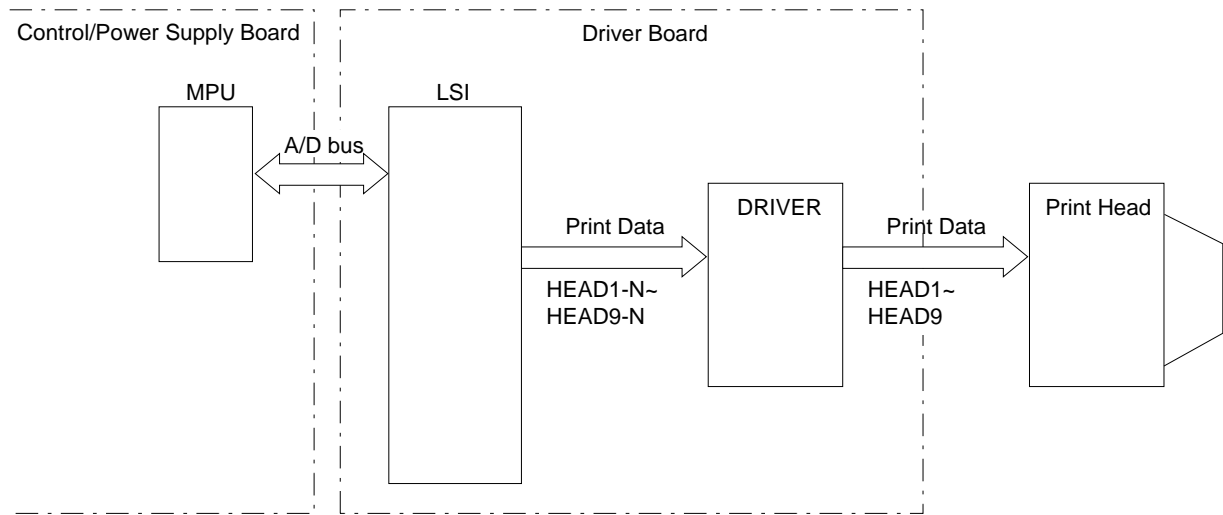 Control/Power Supply Board
Driver Board
MPU
LSI
A/D bus
DRIVER
Print Head
Print Data
Print Data
HEAD1-N~
HEAD9-N
HEAD1~
HEAD9